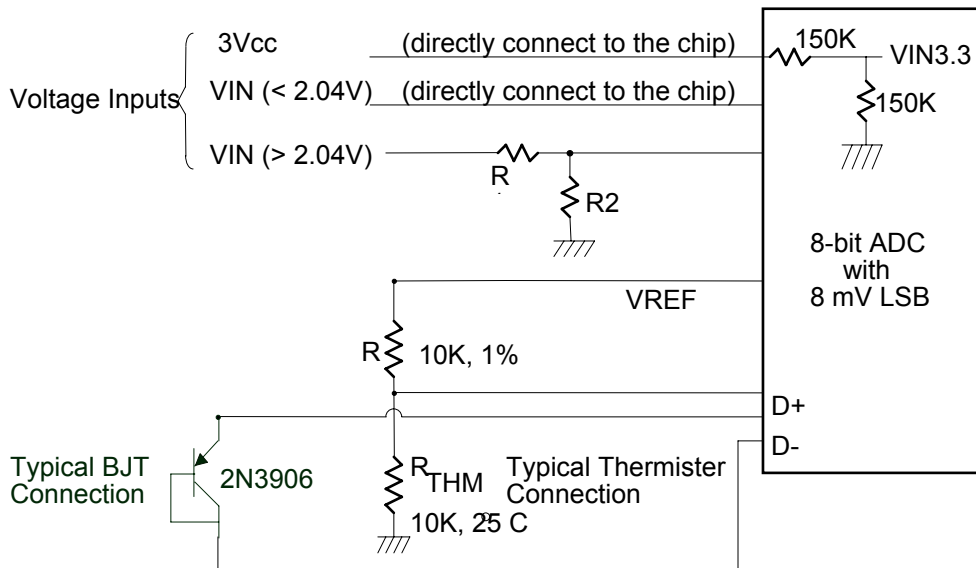 3Vcc (directly connect to the chip)
150K
VIN3.3
Voltage Inputs
VIN (< 2.04V) (directly connect to the chip)
150K
VIN (> 2.04V)
R
R2
8-bit ADC
with
8 mV LSB
VREF
R 10K, 1%
D+
D-
Typical BJT
Connection
2N3906
RTHM
10K, 25 C
Typical Thermister
Connection